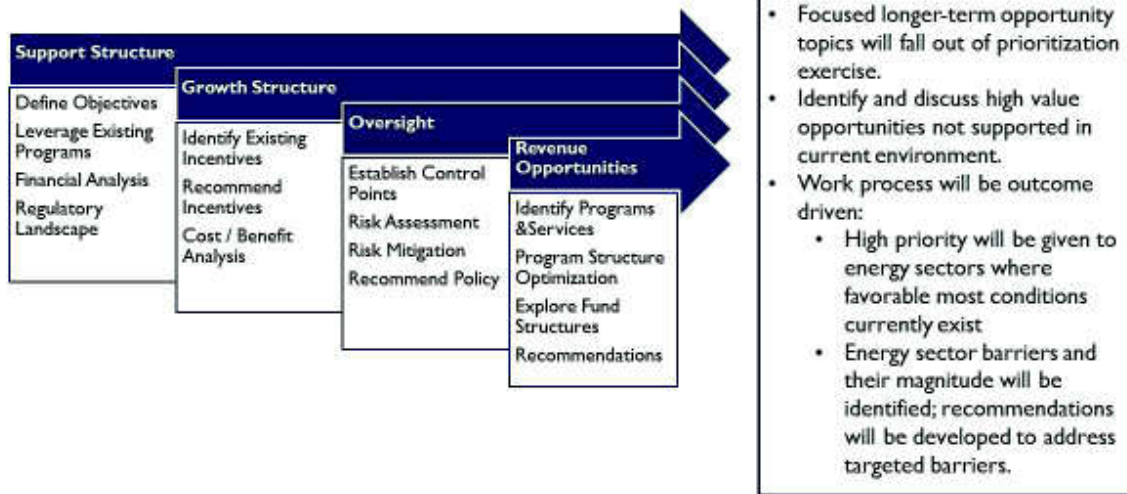 Support Structure
Define Objectives
Leverage Existing
Programs
Financial Analysis
Regulatory
Landscape
Growth Structure
Identify Existing
Incentives
Recommend
Incentives
Cost / Benefit
Analysis
Oversight
Establish Control
Points
Risk Assessment
Risk Mitigation
Recommend Policy
Revenue
Opportunities
Identify Programs
&Services
Program Structure
Optimization
Explore Fund
Structures
Recommendations
• Focused longer-term opportunity
topics will fall out of prioritization
exercise.
• Identify and discuss high value
opportunities not supported in
current environment.
• Work process will be outcome
driven:
• High priority will be given to
energy sectors where
favorable most conditions
currently exist
• Energy sector barriers and
their magnitude will be
identified; recommendations
will be developed to address
targeted barriers.